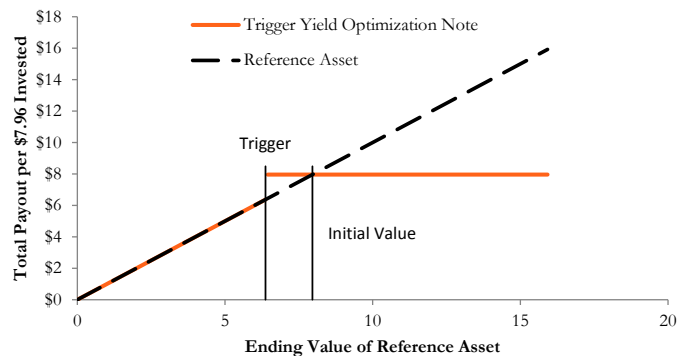 $18
$16
$14
$12
$10
$8
$6
$4
$2
$0
Total Payout per $7.96 Invested
Trigger Yield Optimization Note
Reference Asset
Trigger
Initial Value
0
5
10
15
20
Ending Value of Reference Asset